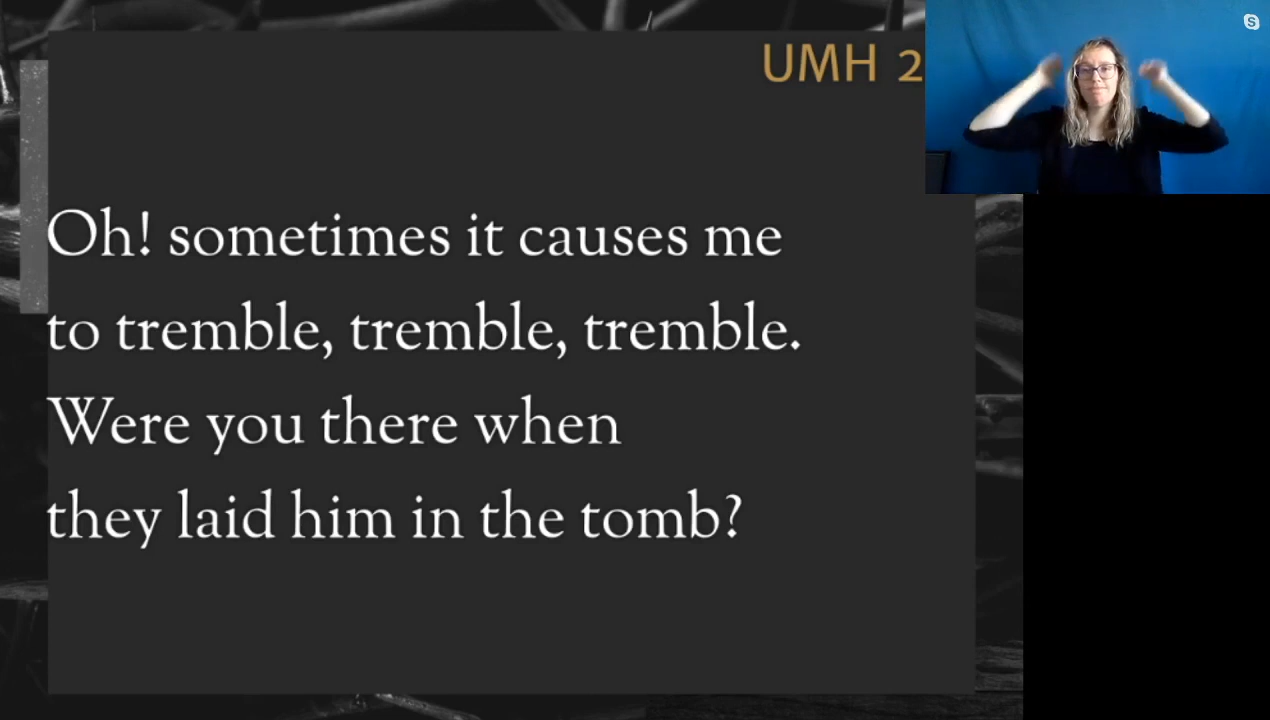 UMH 2
Oh! sometimes it causes me
to tremble, tremble, tremble.
Were you there when
they laid him in the tomb?